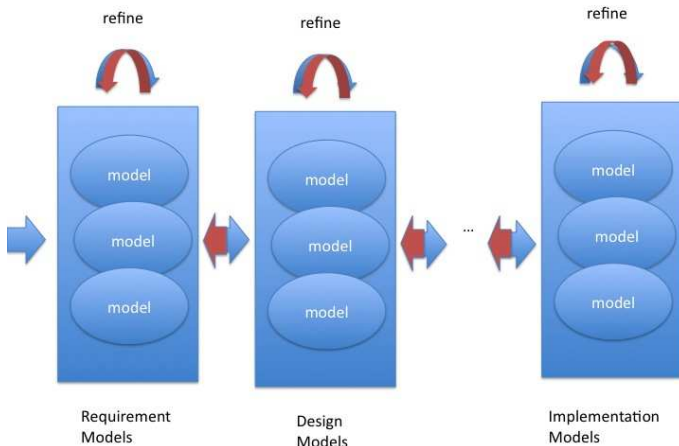 refine
refine
refine
model
model
model
model
model
model
model
model
model
...
Requirement
Models
Design
Models
Implementation
Models